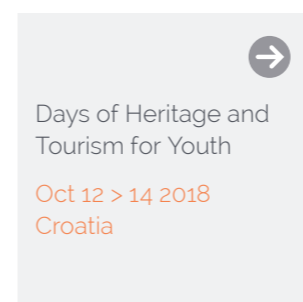 Days of Heritage and
Tourism for Youth
Oct 12 > 14 2018
Croatia